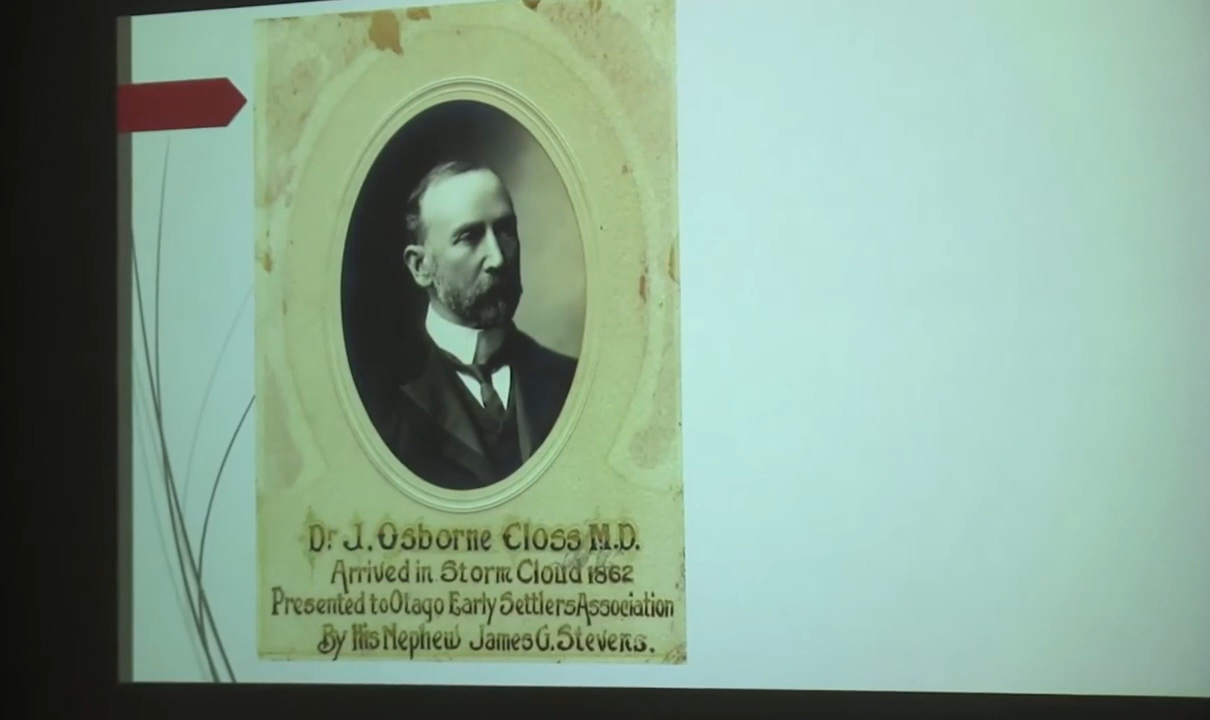 Dr J. Osborne Closs M.D.
Arrived in Storm Cloud 1862
Presented to Otago Early Settlers Association
By His Nephew James G. Stevens.